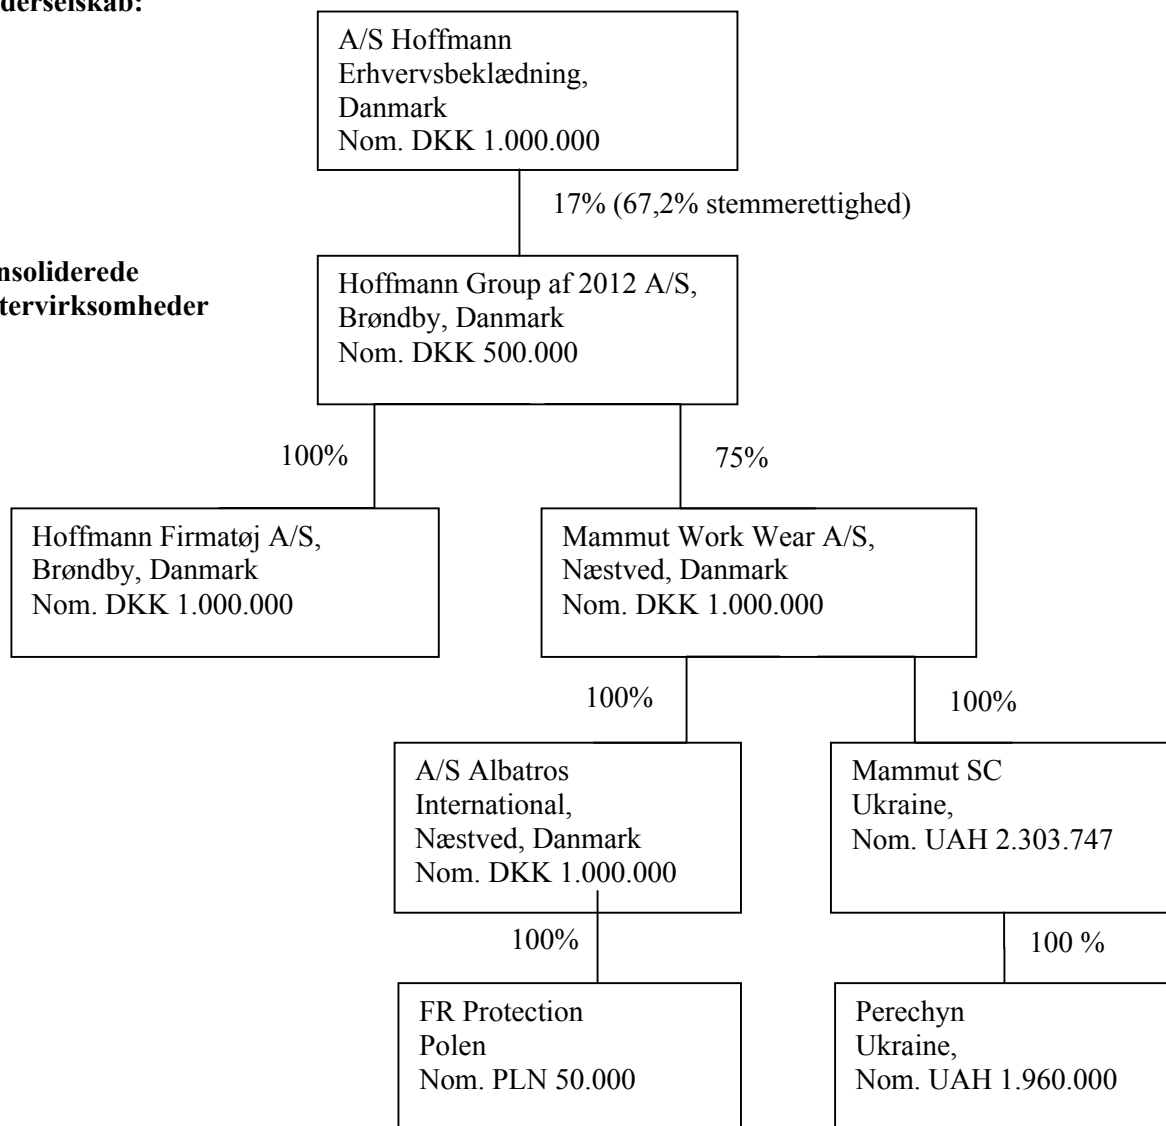 derselskab:
A/S Hoffmann
Erhvervsbeklædning,
Danmark
Nom. DKK 1.000.000
17% (67,2% stemmerettighed)
nsoliderede
tervirksomheder
Hoffmann Group af 2012 A/S,
Brøndby, Danmark
Nom. DKK 500.000
100%
75%
Hoffmann Firmatøj A/S,
Brøndby, Danmark
Nom. DKK 1.000.000
Mammut Work Wear A/S,
Næstved, Danmark
Nom. DKK 1.000.000
100%
100%
A/S Albatros
International,
Næstved, Danmark
Nom. DKK 1.000.000
Mammut SC
Ukraine,
Nom. UAH 2.303.747
100%
100 %
FR Protection
Polen
Nom. PLN 50.000
Perechyn
Ukraine,
Nom. UAH 1.960.000